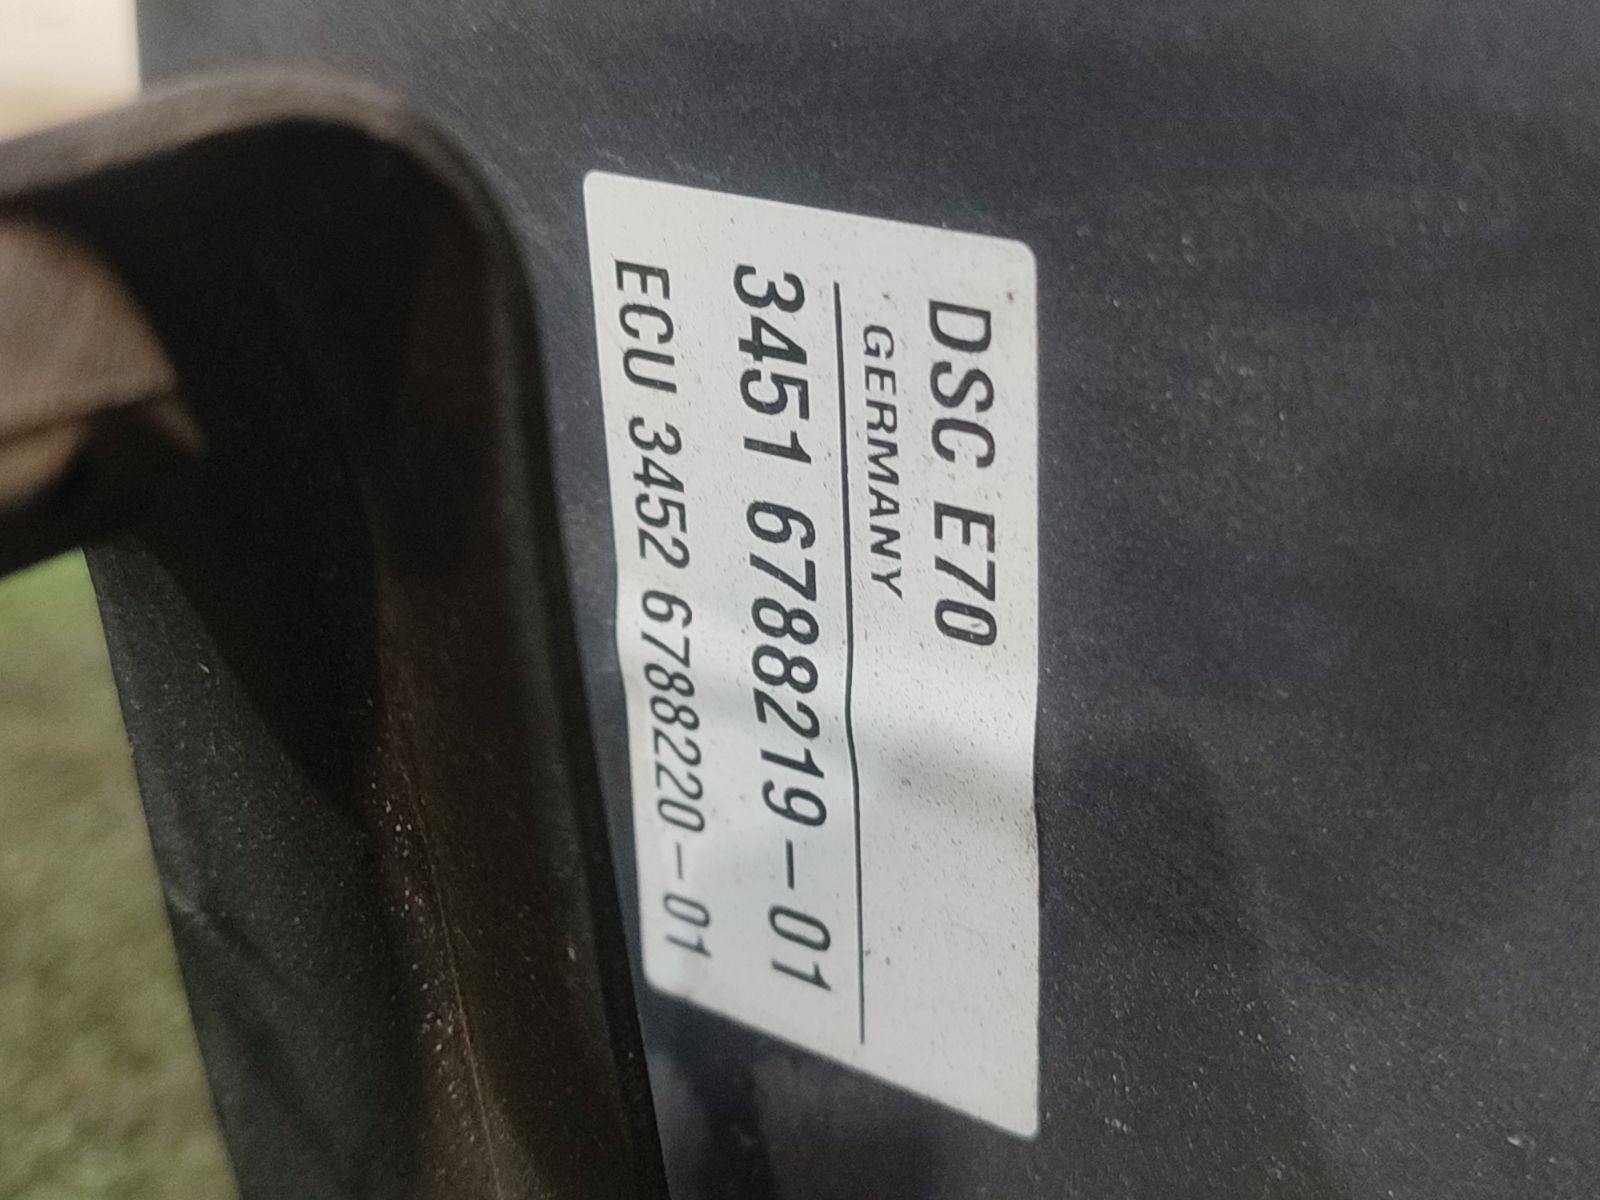 DSC E70
GERMANY
3451 6788219-01
ECU 3452 6788220-01